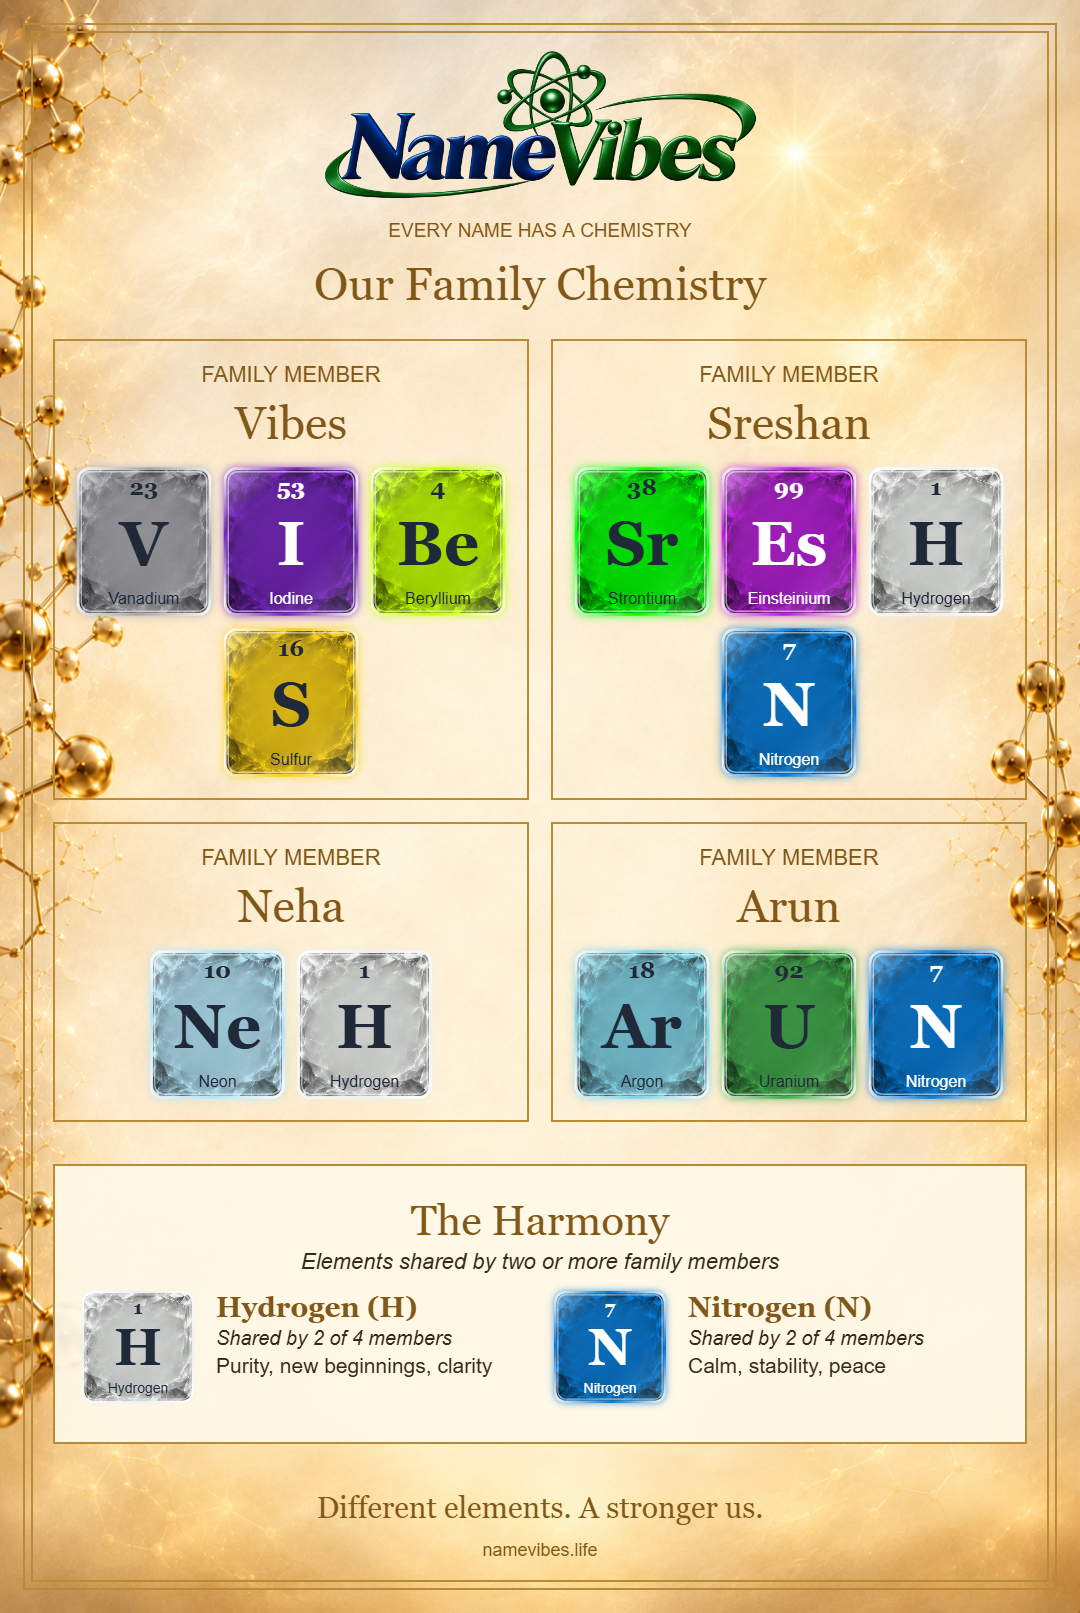 NameVibes
EVERY NAME HAS A CHEMISTRY
Our Family Chemistry
FAMILY MEMBER
Vibes
23
V
Vanadium
53
I
Iodine
4
Be
Beryllium
16
S
Sulfur
FAMILY MEMBER
Sreshan
38
Sr
Strontium
99
Es
Einsteinium
1
H
Hydrogen
7
N
Nitrogen
FAMILY MEMBER
Neha
10
Ne
Neon
1
H
Hydrogen
FAMILY MEMBER
Arun
18
Ar
Argon
92
U
Uranium
7
N
Nitrogen
The Harmony
Elements shared by two or more family members
1
H
Hydrogen
Hydrogen (H)
Shared by 2 of 4 members
Purity, new beginnings, clarity
7
N
Nitrogen
Nitrogen (N)
Shared by 2 of 4 members
Calm, stability, peace
Different elements. A stronger us.
namevibes.life